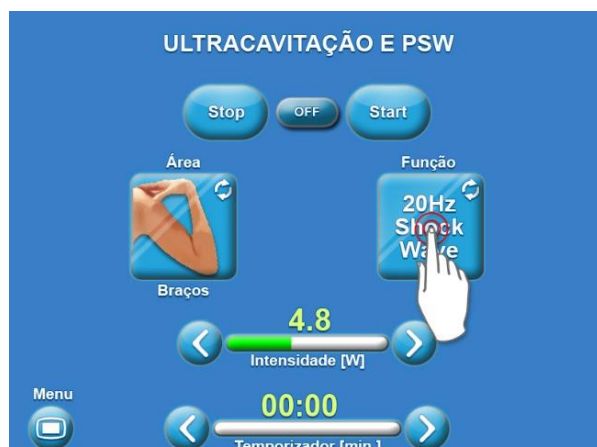 ULTRACAVITAÇÃO E PSW
Stop OFF Start
Área Função
20Hz
Shock
Wave
Braços
4.8
Intensidade [W]
Menu
00:00
Temporizador [min.]